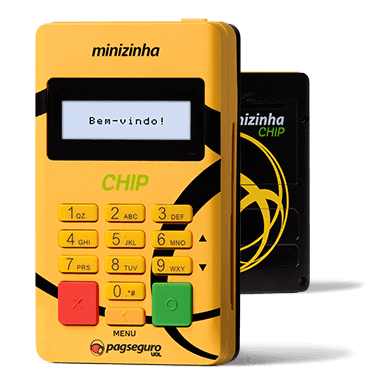 minizinha
Bem-vindo!
CHIP
1 QZ. 2 ABC 3 DEF
4 GHI 5 JKL 6 MNO
7 PRS 8 TUV 9 WXY
0 .*#
X O
<
MENU
pagseguro
UOL
inizinha
CHIP